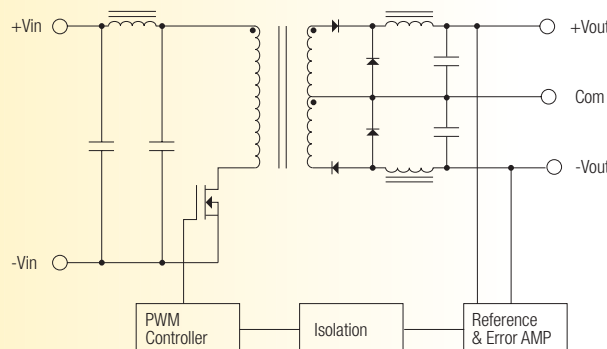 +Vin
+Vout
Com
-Vout
-Vin
PWM
Controller
Isolation
Reference
& Error AMP